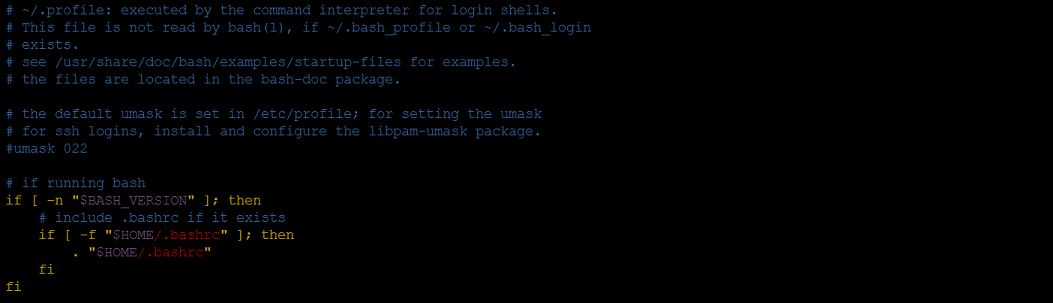 # ~/.profile: executed by the command interpreter for login shells.
# This file is not read by bash(1), if ~/.bash_profile or ~/.bash_login
# exists.
# see /usr/share/doc/bash/examples/startup-files for examples.
# the files are located in the bash-doc package.

# the default umask is set in /etc/profile; for setting the umask
# for ssh logins, install and configure the libpam-umask package.
#umask 022

# if running bash
if [ -n "$BASH_VERSION" ]; then
    # include .bashrc if it exists
    if [ -f "$HOME/.bashrc" ]; then
        . "$HOME/.bashrc"
    fi
fi